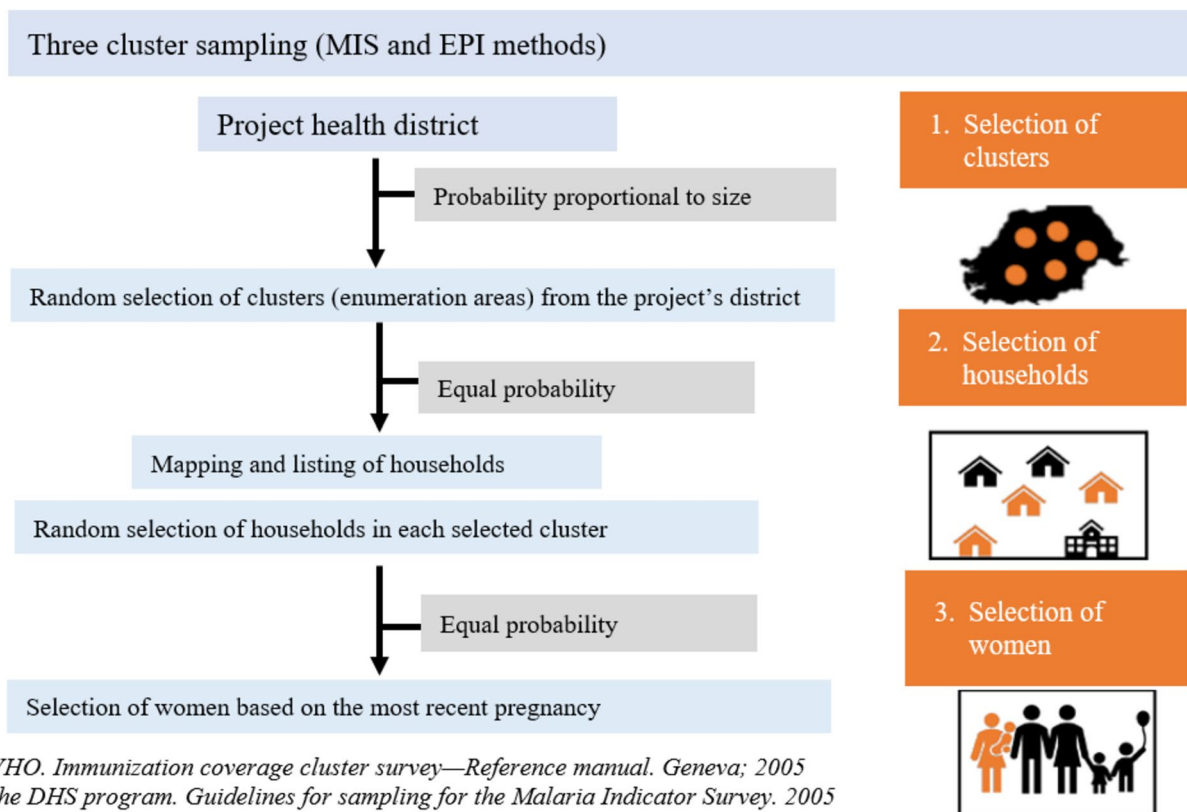 Three cluster sampling (MIS and EPI methods)
Project health district
Probability proportional to size
Random selection of clusters (enumeration areas) from the project's district
Equal probability
Mapping and listing of households
Random selection of households in each selected cluster
Equal probability
Selection of women based on the most recent pregnancy
1. Selection of
clusters
2. Selection of
households
3. Selection of
women
WHO. Immunization coverage cluster survey—Reference manual. Geneva; 2005
The DHS program. Guidelines for sampling for the Malaria Indicator Survey. 2005